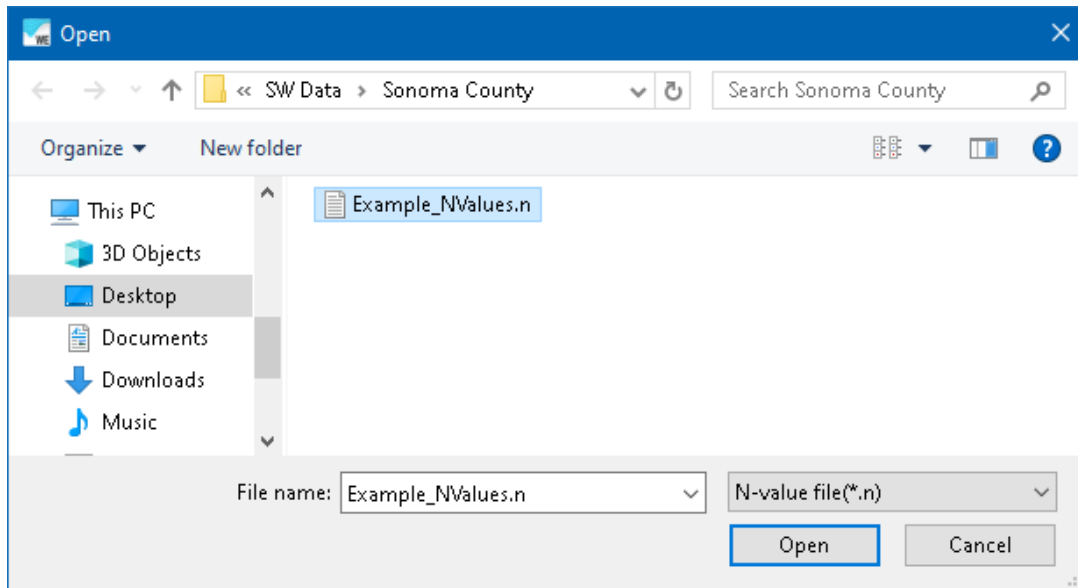 WE Open
« SW Data > Sonoma County Search Sonoma County
Organize New folder ?
This PC Example_NValues.n
3D Objects
Desktop
Documents
Downloads
Music
File name: Example_NValues.n N-value file(*.n)
Open Cancel